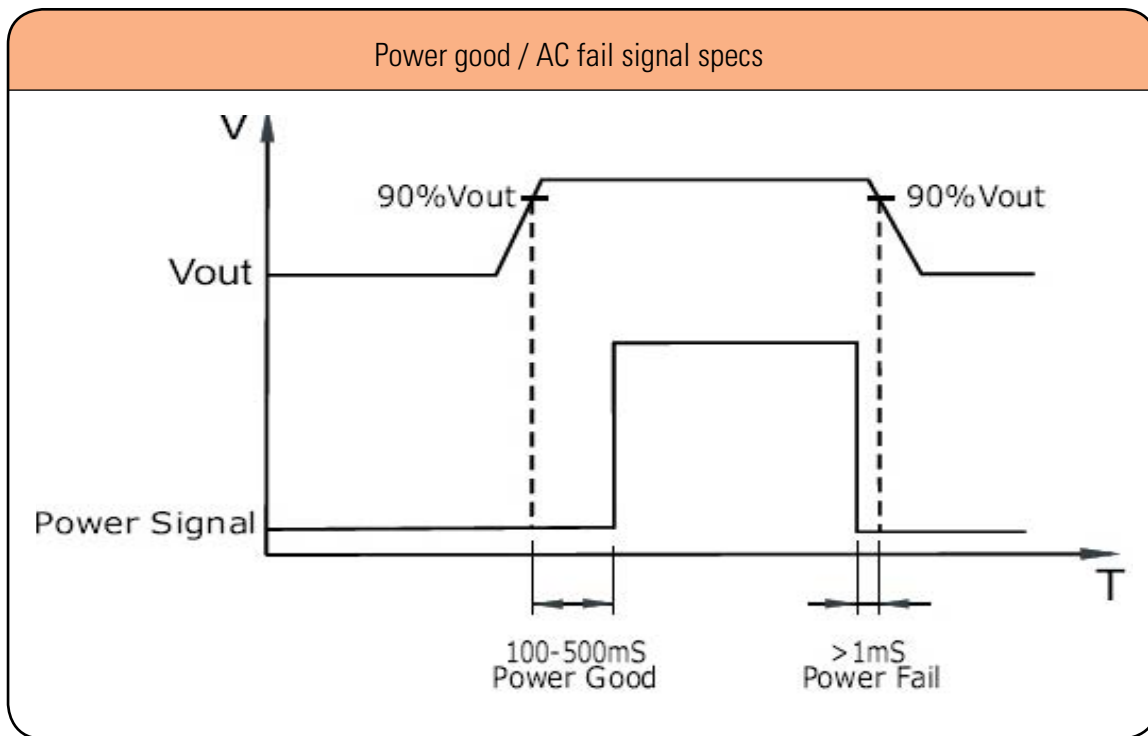 Power good / AC fail signal specs
V
90%Vout
90%Vout
Vout
Power Signal
T
100-500mS
Power Good
>1mS
Power Fail